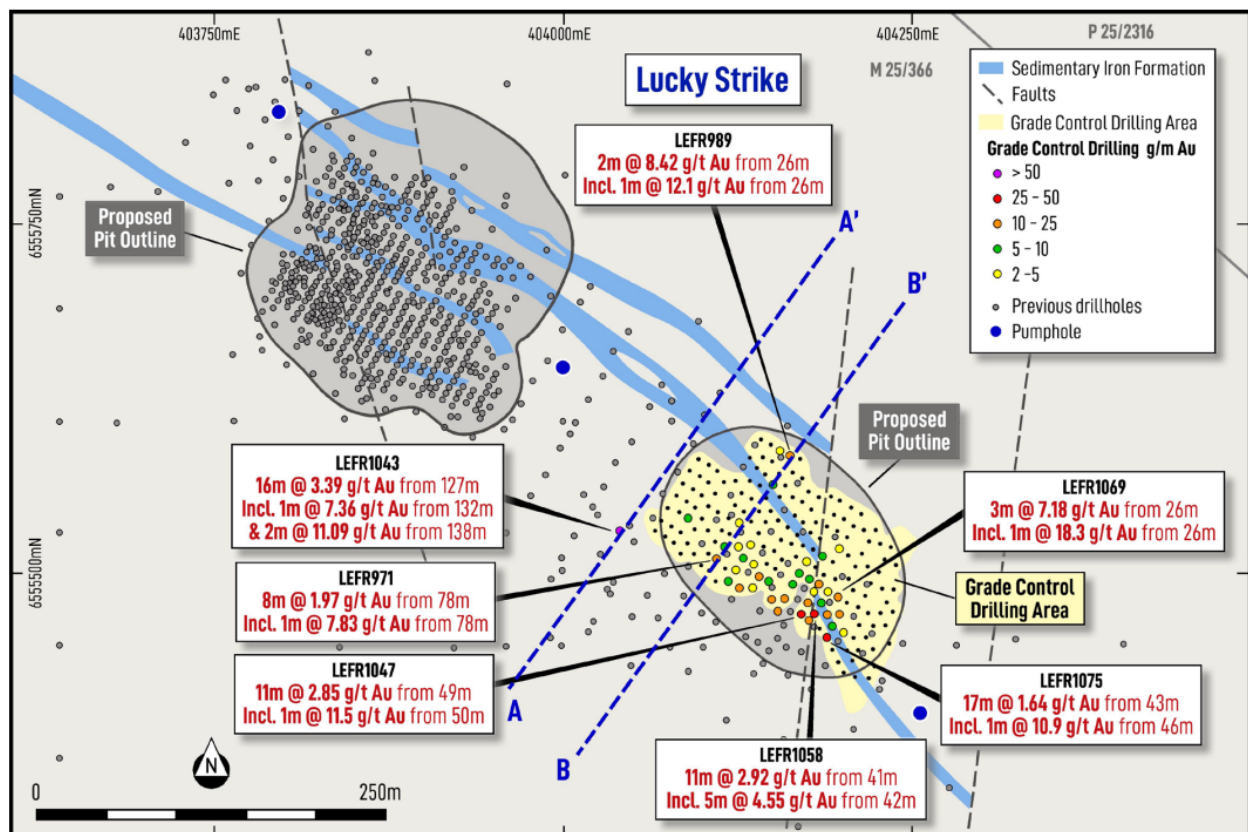 403750mE
404000mE
404250mE
P 25/2316
M 25/366
Lucky Strike
Sedimentary Iron Formation
Faults
Grade Control Drilling Area
Grade Control Drilling g/m Au
> 50
25 - 50
10 - 25
5 - 10
2 - 5
Previous drillholes
Pumphole
LEFR989
2m @ 8.42 g/t Au from 26m
Incl. 1m @ 12.1 g/t Au from 26m
6555750mN
Proposed
Pit Outline
A'
B'
Proposed
Pit Outline
LEFR1043
16m @ 3.39 g/t Au from 127m
Incl. 1m @ 7.36 g/t Au from 132m
& 2m @ 11.09 g/t Au from 138m
LEFR1069
3m @ 7.18 g/t Au from 26m
Incl. 1m @ 18.3 g/t Au from 26m
6555500mN
LEFR971
8m @ 1.97 g/t Au from 78m
Incl. 1m @ 7.83 g/t Au from 78m
Grade Control
Drilling Area
LEFR1047
11m @ 2.85 g/t Au from 49m
Incl. 1m @ 11.5 g/t Au from 50m
A
LEFR1075
17m @ 1.64 g/t Au from 43m
Incl. 1m @ 10.9 g/t Au from 46m
B
LEFR1058
11m @ 2.92 g/t Au from 41m
Incl. 5m @ 4.55 g/t Au from 42m
N
0
250m